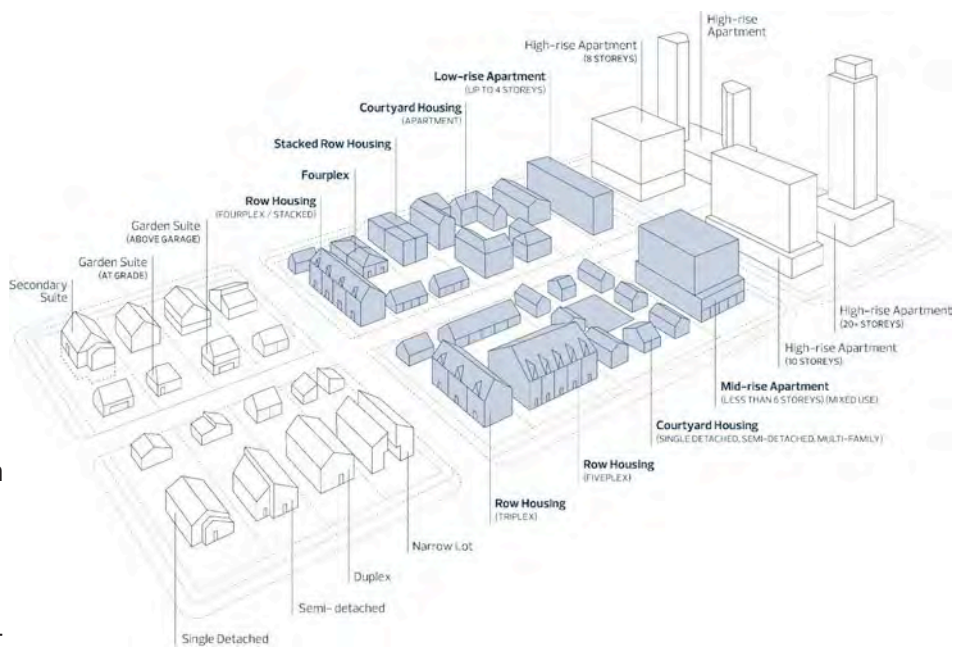 High-rise
Apartment
High-rise Apartment
(8 STOREYS)
Low-rise Apartment
(UP TO 4 STOREYS)
Courtyard Housing
(APARTMENT)
Stacked Row Housing
Fourplex
Row Housing
(FOURPLEX / STACKED)
Garden Suite
(ABOVE GARAGE)
Garden Suite
(AT GRADE)
Secondary
Suite
High-rise Apartment
(20+ STOREYS)
High-rise Apartment
(10 STOREYS)
Mid-rise Apartment
(LESS THAN 6 STOREYS) (MIXED USE)
Courtyard Housing
(SINGLE DETACHED, SEMI-DETACHED, MULTI-FAMILY)
Row Housing
(FIVEPLEX)
Row Housing
(TRIPLEX)
Narrow Lot
Duplex
Semi-detached
Single Detached